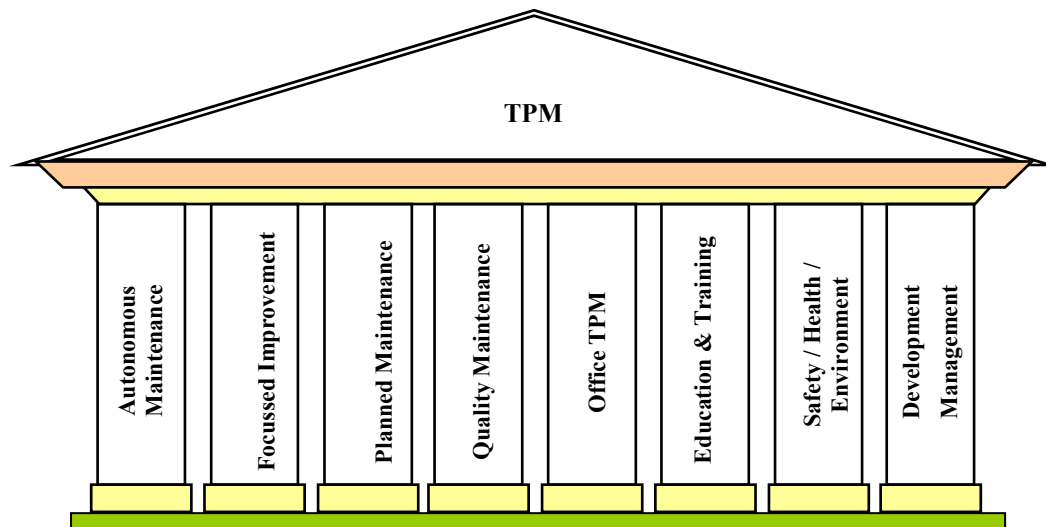 TPM
Autonomous
Maintenance
Focussed Improvement
Planned Maintenance
Quality Maintenance
Office TPM
Education & Training
Safety / Health /
Environment
Development
Management